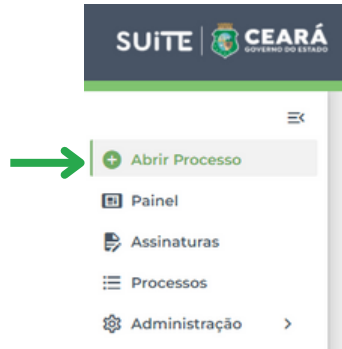 SUiTE CEARÁ
GOVERNO DO ESTADO
Abrir Processo
Painel
Assinaturas
Processos
Administração